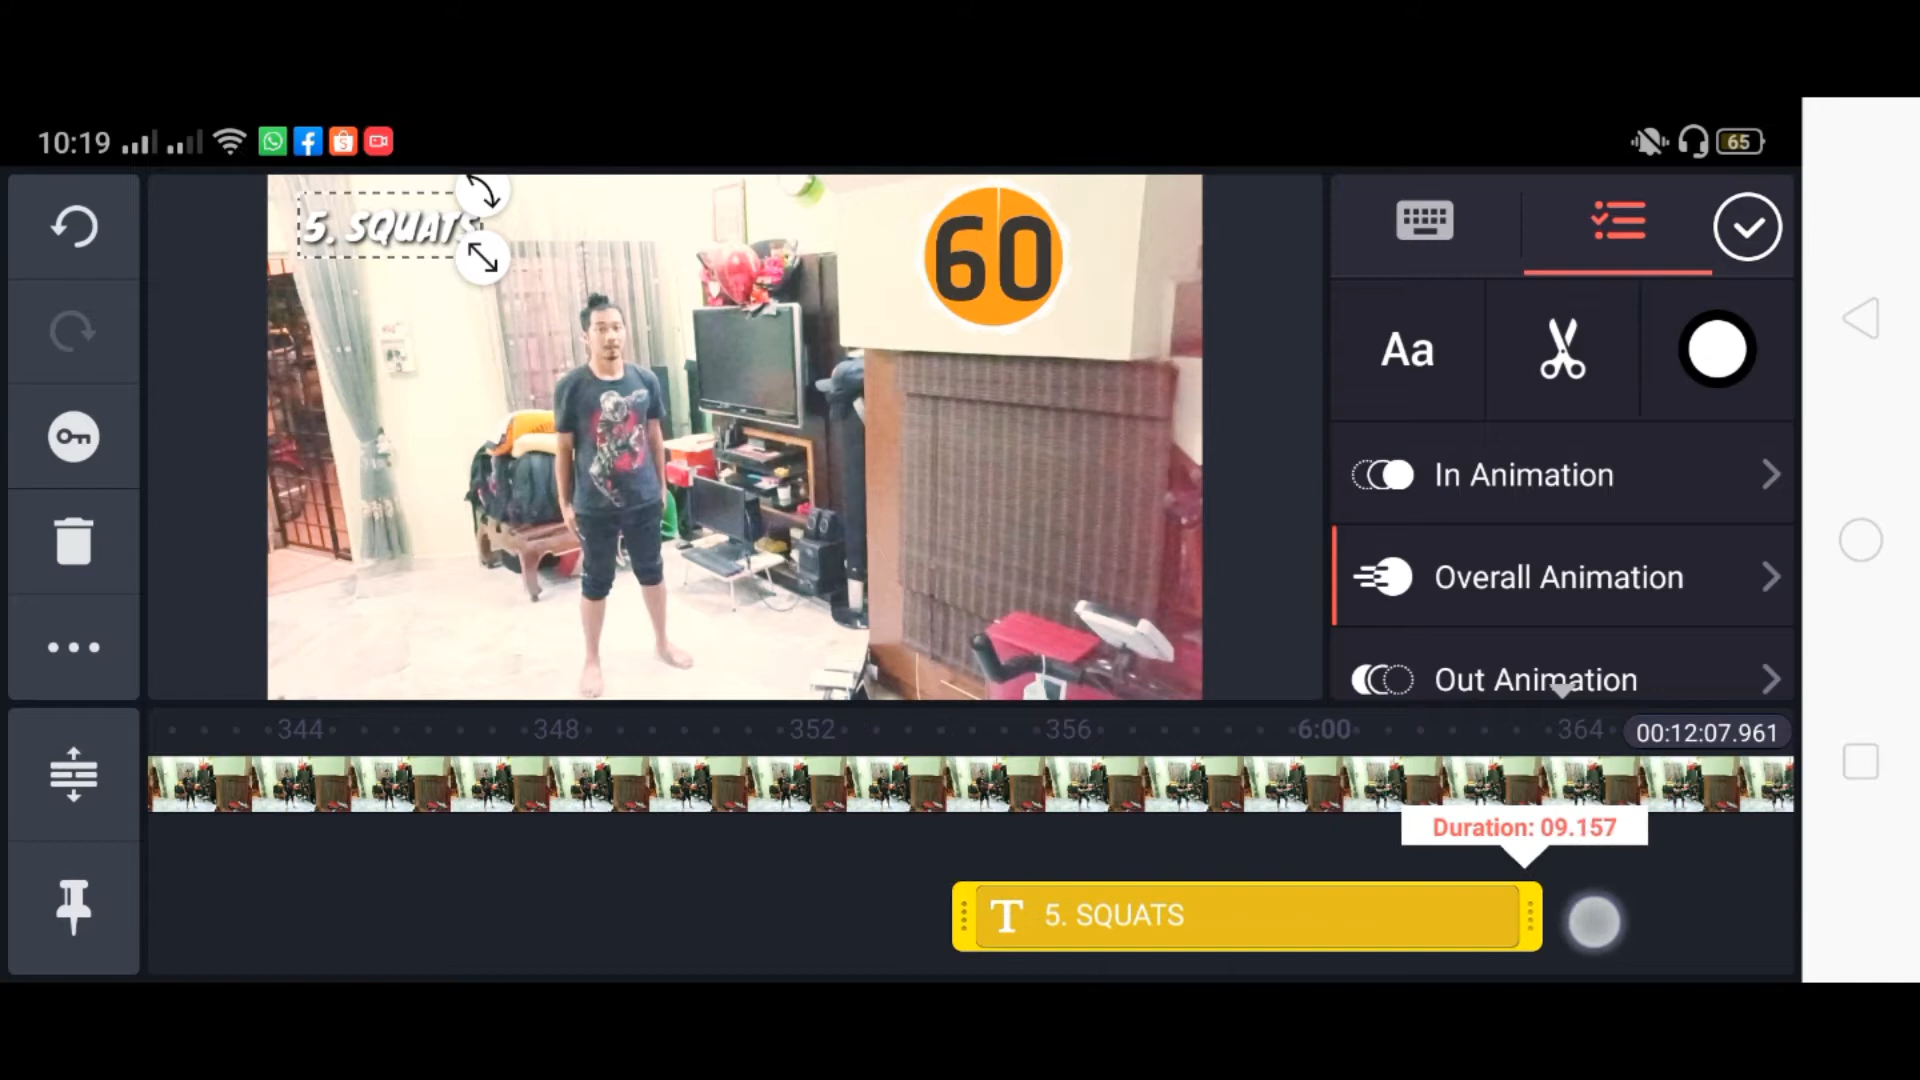 10:19
65
5. SQUATS
60
Aa
In Animation
Overall Animation
Out Animation
344
348
352
356
6:00
364
00:12:07.961
Duration: 09.157
T 5. SQUATS